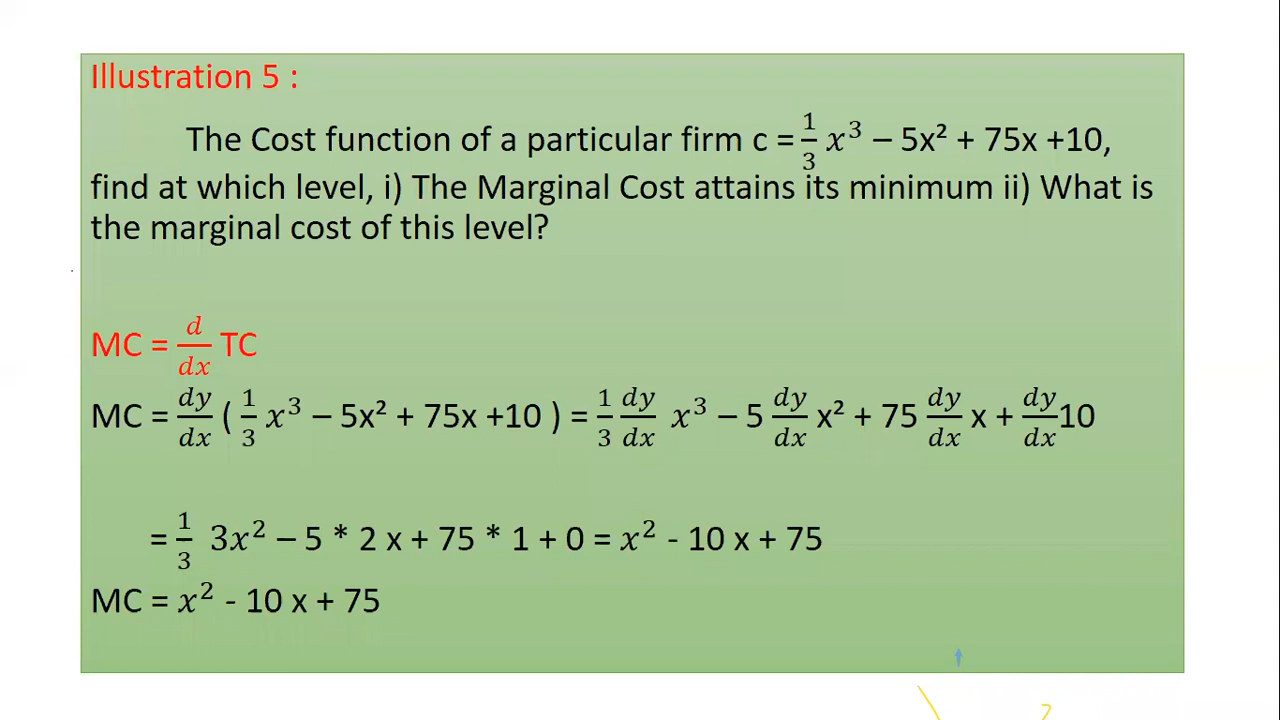 Illustration 5 :
The Cost function of a particular firm c = 1/3 x³ – 5x² + 75x +10,
find at which level, i) The Marginal Cost attains its minimum ii) What is
the marginal cost of this level?
MC = d/dx TC
MC = dy/dx ( 1/3 x³ – 5x² + 75x +10 ) = 1/3 dy/dx x³ – 5 dy/dx x² + 75 dy/dx x + dy/dx 10
= 1/3 3x² – 5 * 2 x + 75 * 1 + 0 = x² - 10 x + 75
MC = x² - 10 x + 75